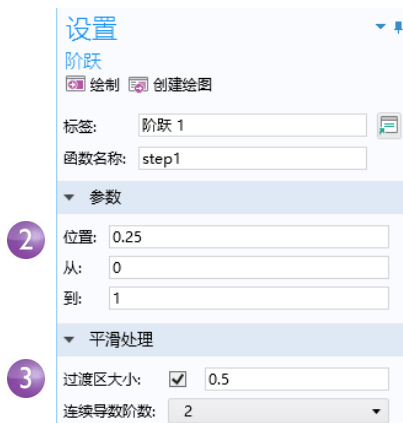 设置
阶跃
绘制 创建绘图
标签: 阶跃 1
函数名称: step1
参数
2
位置: 0.25
从: 0
到: 1
平滑处理
3
过渡区大小: 0.5
连续导数阶数: 2